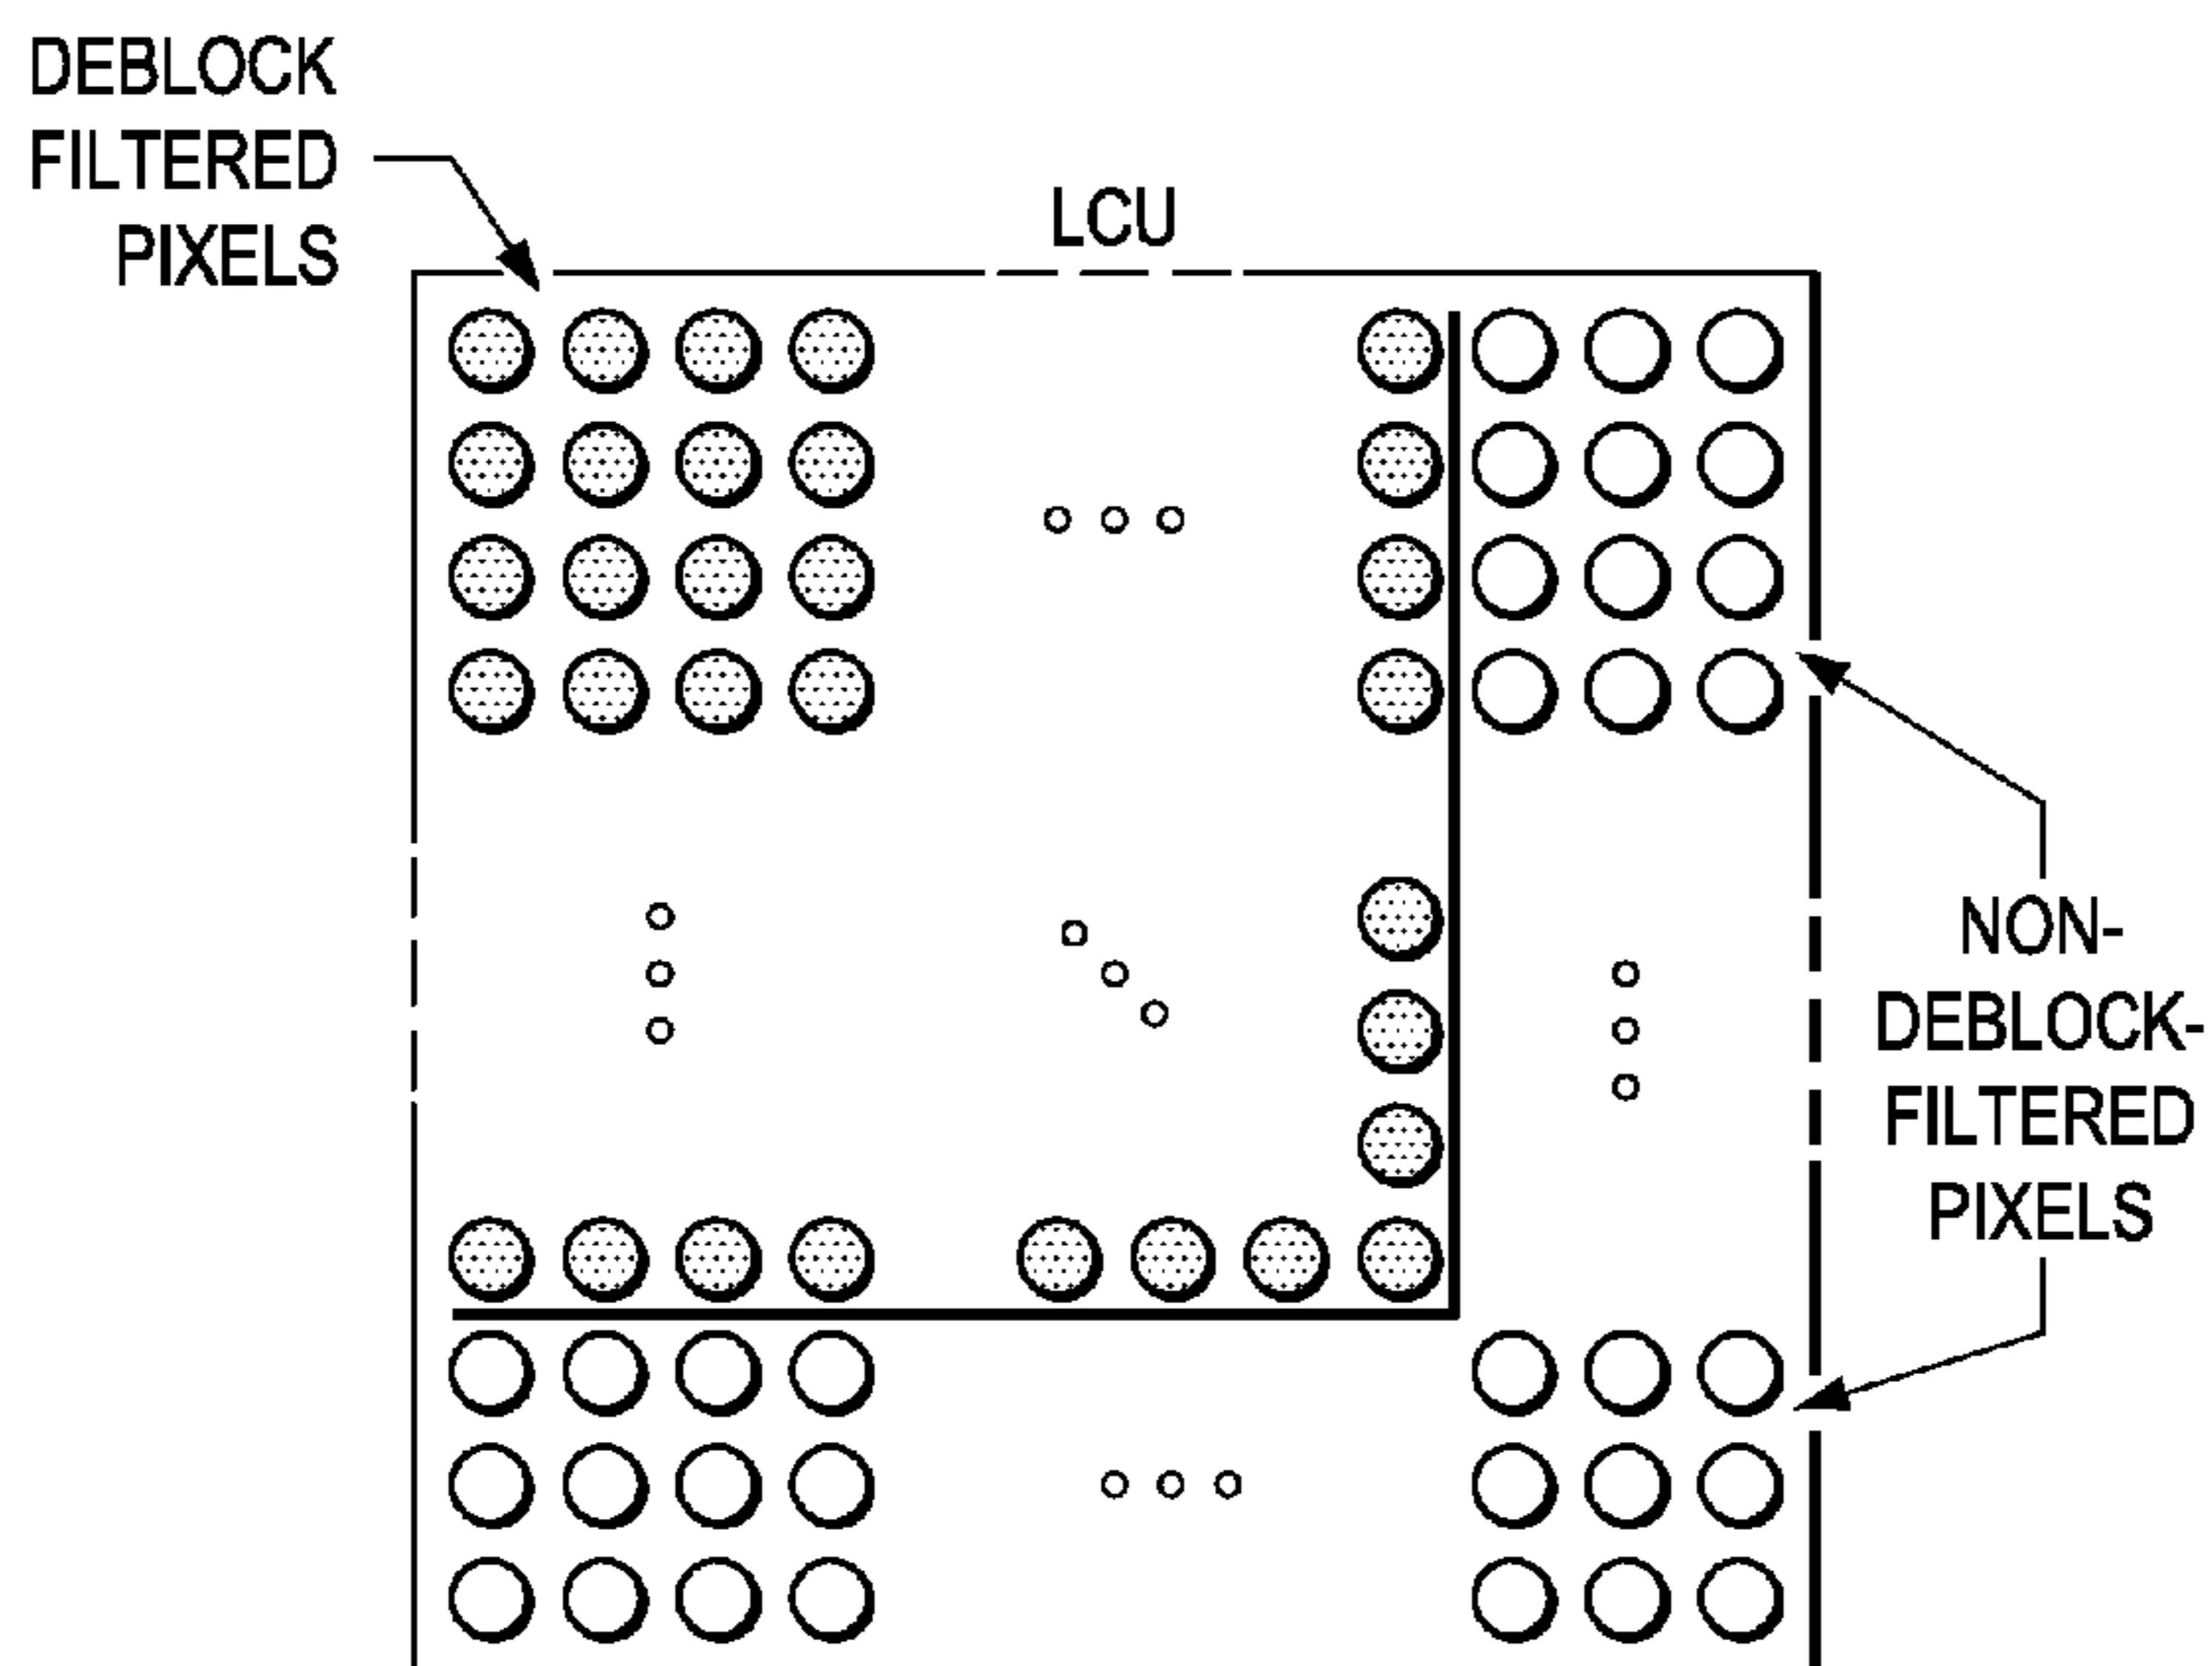 DEBLOCK
FILTERED
PIXELS
LCU
NON-
DEBLOCK-
FILTERED
PIXELS